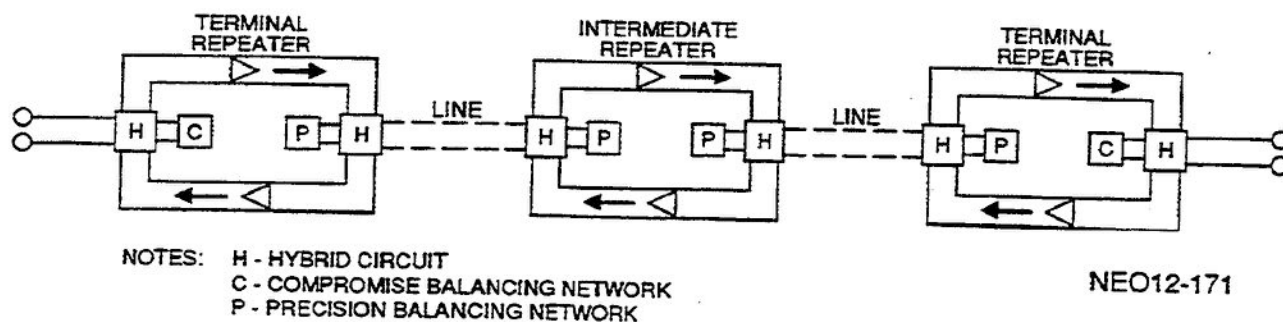 TERMINAL
REPEATER
INTERMEDIATE
REPEATER
TERMINAL
REPEATER
H C P H LINE H P P H LINE H P C H
NOTES: H - HYBRID CIRCUIT
C - COMPROMISE BALANCING NETWORK
P - PRECISION BALANCING NETWORK
NEO12-171